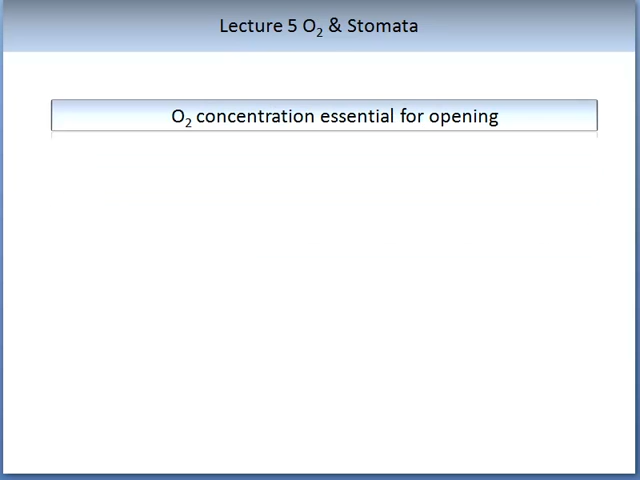 Lecture 5 O₂ & Stomata
O₂ concentration essential for opening